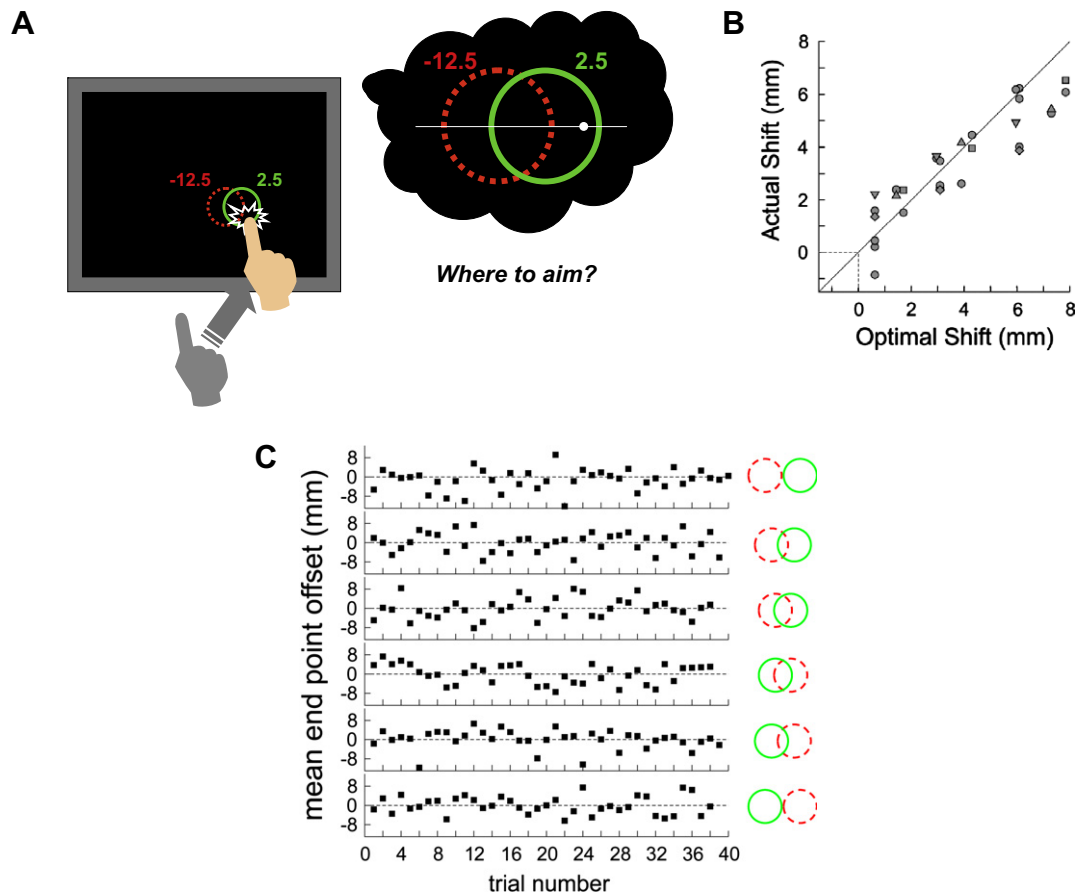 A
-12.5 2.5
-12.5 2.5
Where to aim?
B
Actual Shift (mm)
8
6
4
2
0
0 2 4 6 8
Optimal Shift (mm)
C
mean end point offset (mm)
8
0
-8
8
0
-8
8
0
-8
8
0
-8
8
0
-8
8
0
-8
0 4 8 12 16 20 24 28 32 36 40
trial number